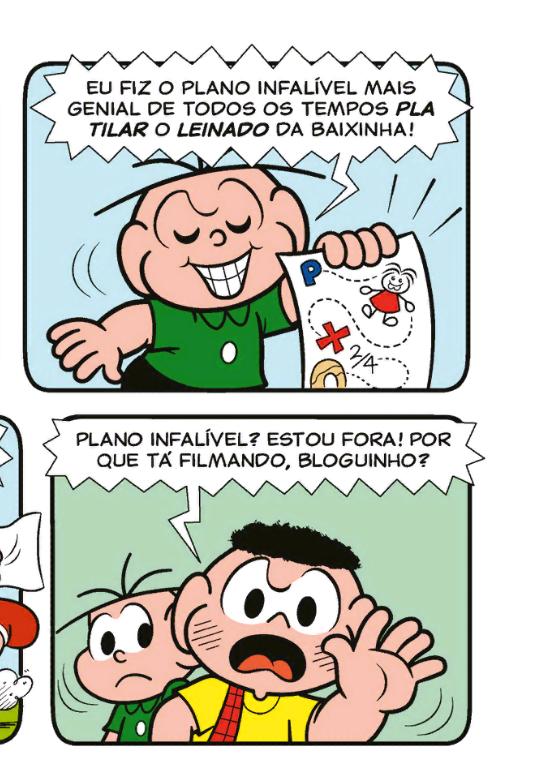 EU FIZ O PLANO INFALÍVEL MAIS
GENIAL DE TODOS OS TEMPOS PLA
TILAR O LEINADO DA BAIXINHA!
P
2/4
PLANO INFALÍVEL? ESTOU FORA! POR
QUE TÁ FILMANDO, BLOGUINHO?